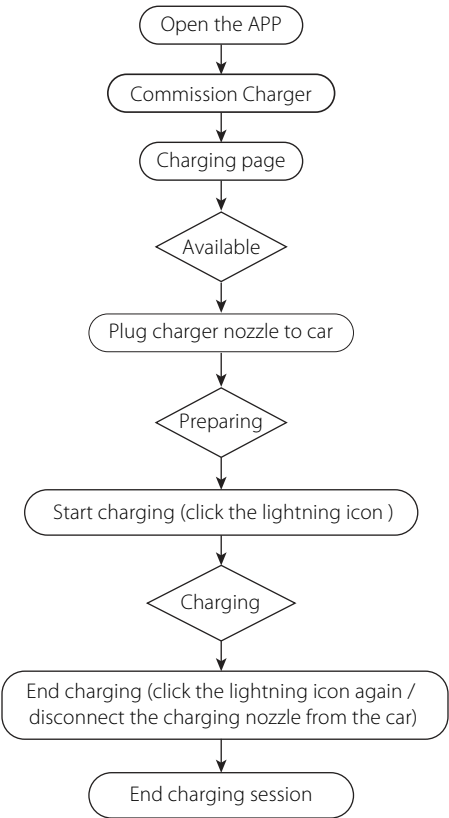 Open the APP
Commission Charger
Charging page
Available
Plug charger nozzle to car
Preparing
Start charging (click the lightning icon )
Charging
End charging (click the lightning icon again /
disconnect the charging nozzle from the car)
End charging session